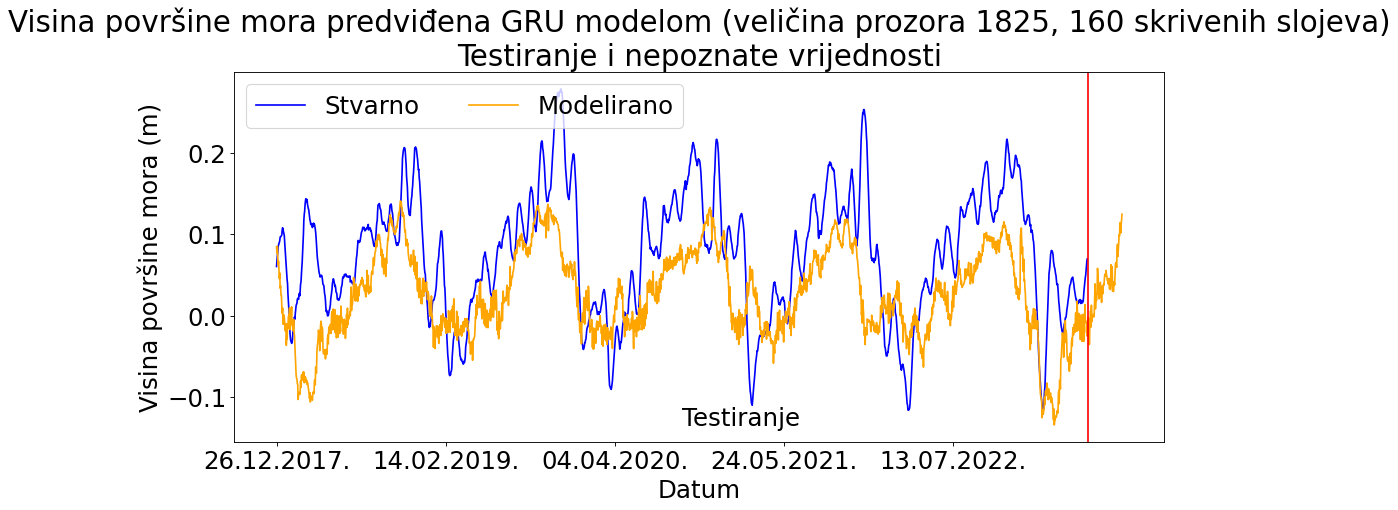 Visina površine mora predviđena GRU modelom (veličina prozora 1825, 160 skrivenih slojeva)
Testiranje i nepoznate vrijednosti
Stvarno
Modelirano
Visina površine mora (m)
0.2
0.1
0.0
−0.1
Testiranje
26.12.2017.
14.02.2019.
04.04.2020.
24.05.2021.
13.07.2022.
Datum